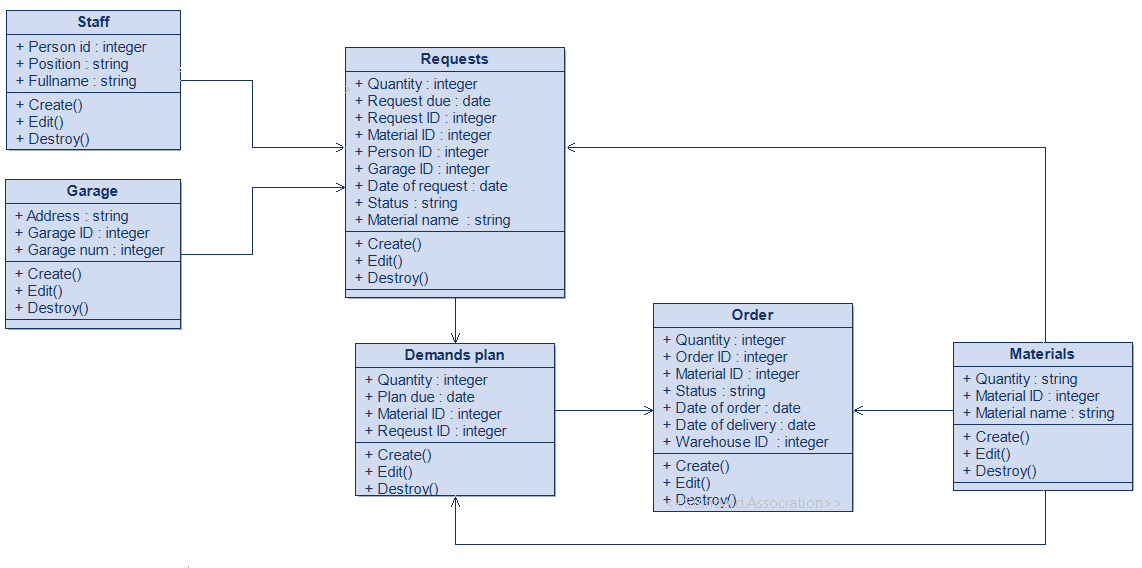 Staff
+ Person id : integer
+ Position : string
+ Fullname : string
+ Create()
+ Edit()
+ Destroy()
Garage
+ Address : string
+ Garage ID : integer
+ Garage num : integer
+ Create()
+ Edit()
+ Destroy()
Requests
+ Quantity : integer
+ Request due : date
+ Request ID : integer
+ Material ID : integer
+ Person ID : integer
+ Garage ID : integer
+ Date of request : date
+ Status : string
+ Material name : string
+ Create()
+ Edit()
+ Destroy()
Demands plan
+ Quantity : integer
+ Plan due : date
+ Material ID : integer
+ Reqeust ID : integer
+ Create()
+ Edit()
+ Destroy()
Order
+ Quantity : integer
+ Order ID : integer
+ Material ID : integer
+ Status : string
+ Date of order : date
+ Date of delivery : date
+ Warehouse ID : integer
+ Create()
+ Edit()
+ Destroy()
Materials
+ Quantity : string
+ Material ID : integer
+ Material name : string
+ Create()
+ Edit()
+ Destroy()